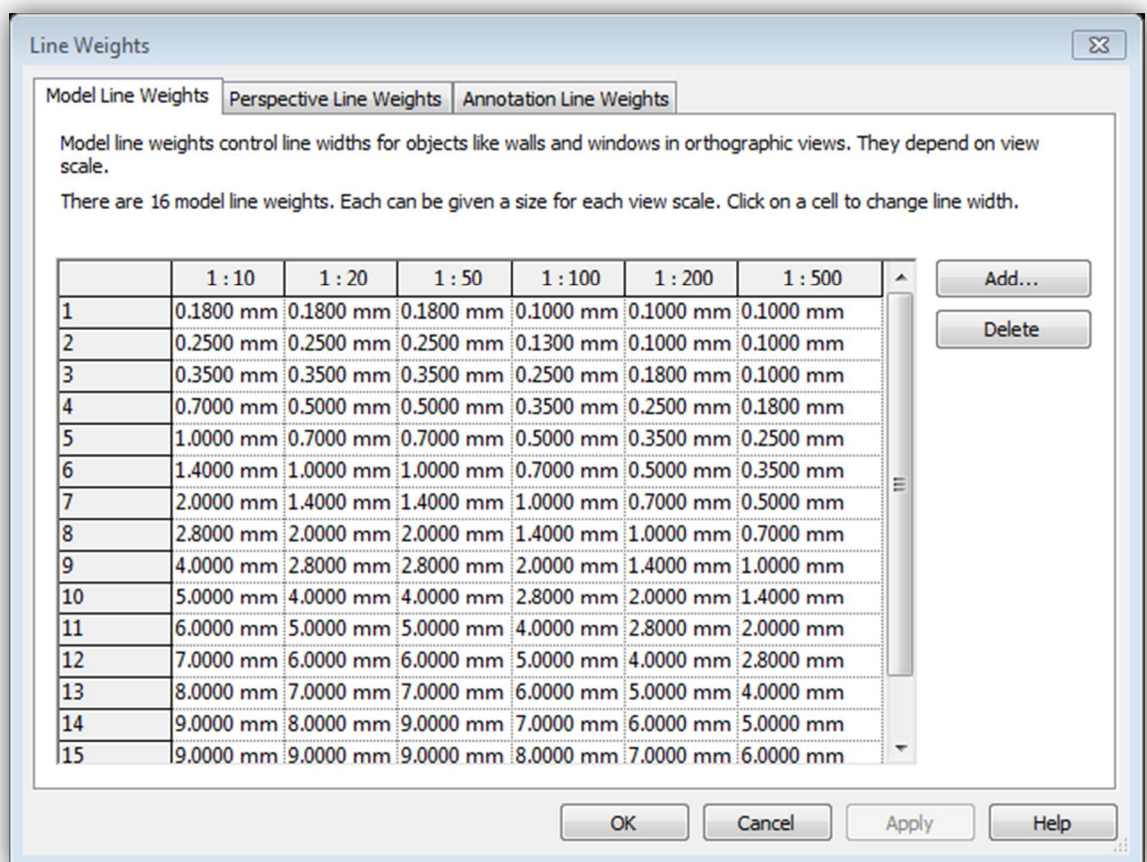 Line Weights
Model Line Weights Perspective Line Weights Annotation Line Weights
Model line weights control line widths for objects like walls and windows in orthographic views. They depend on view
scale.
There are 16 model line weights. Each can be given a size for each view scale. Click on a cell to change line width.
1 : 10 1 : 20 1 : 50 1 : 100 1 : 200 1 : 500 Add...
1 0.1800 mm 0.1800 mm 0.1800 mm 0.1000 mm 0.1000 mm 0.1000 mm
Delete
2 0.2500 mm 0.2500 mm 0.2500 mm 0.1300 mm 0.1000 mm 0.1000 mm
3 0.3500 mm 0.3500 mm 0.3500 mm 0.2500 mm 0.1800 mm 0.1000 mm
4 0.7000 mm 0.5000 mm 0.5000 mm 0.3500 mm 0.2500 mm 0.1800 mm
5 1.0000 mm 0.7000 mm 0.7000 mm 0.5000 mm 0.3500 mm 0.2500 mm
6 1.4000 mm 1.0000 mm 1.0000 mm 0.7000 mm 0.5000 mm 0.3500 mm
7 2.0000 mm 1.4000 mm 1.4000 mm 1.0000 mm 0.7000 mm 0.5000 mm
8 2.8000 mm 2.0000 mm 2.0000 mm 1.4000 mm 1.0000 mm 0.7000 mm
9 4.0000 mm 2.8000 mm 2.8000 mm 2.0000 mm 1.4000 mm 1.0000 mm
10 5.0000 mm 4.0000 mm 4.0000 mm 2.8000 mm 2.0000 mm 1.4000 mm
11 6.0000 mm 5.0000 mm 5.0000 mm 4.0000 mm 2.8000 mm 2.0000 mm
12 7.0000 mm 6.0000 mm 6.0000 mm 5.0000 mm 4.0000 mm 2.8000 mm
13 8.0000 mm 7.0000 mm 7.0000 mm 6.0000 mm 5.0000 mm 4.0000 mm
14 9.0000 mm 8.0000 mm 9.0000 mm 7.0000 mm 6.0000 mm 5.0000 mm
15 9.0000 mm 9.0000 mm 9.0000 mm 8.0000 mm 7.0000 mm 6.0000 mm
OK Cancel Apply Help